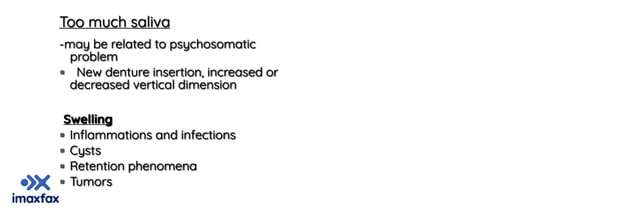 Too much saliva
-may be related to psychosomatic
problem
▪ New denture insertion, increased or
decreased vertical dimension
Swelling
▪ Inflammations and infections
▪ Cysts
▪ Retention phenomena
▪ Tumors
imaxfax